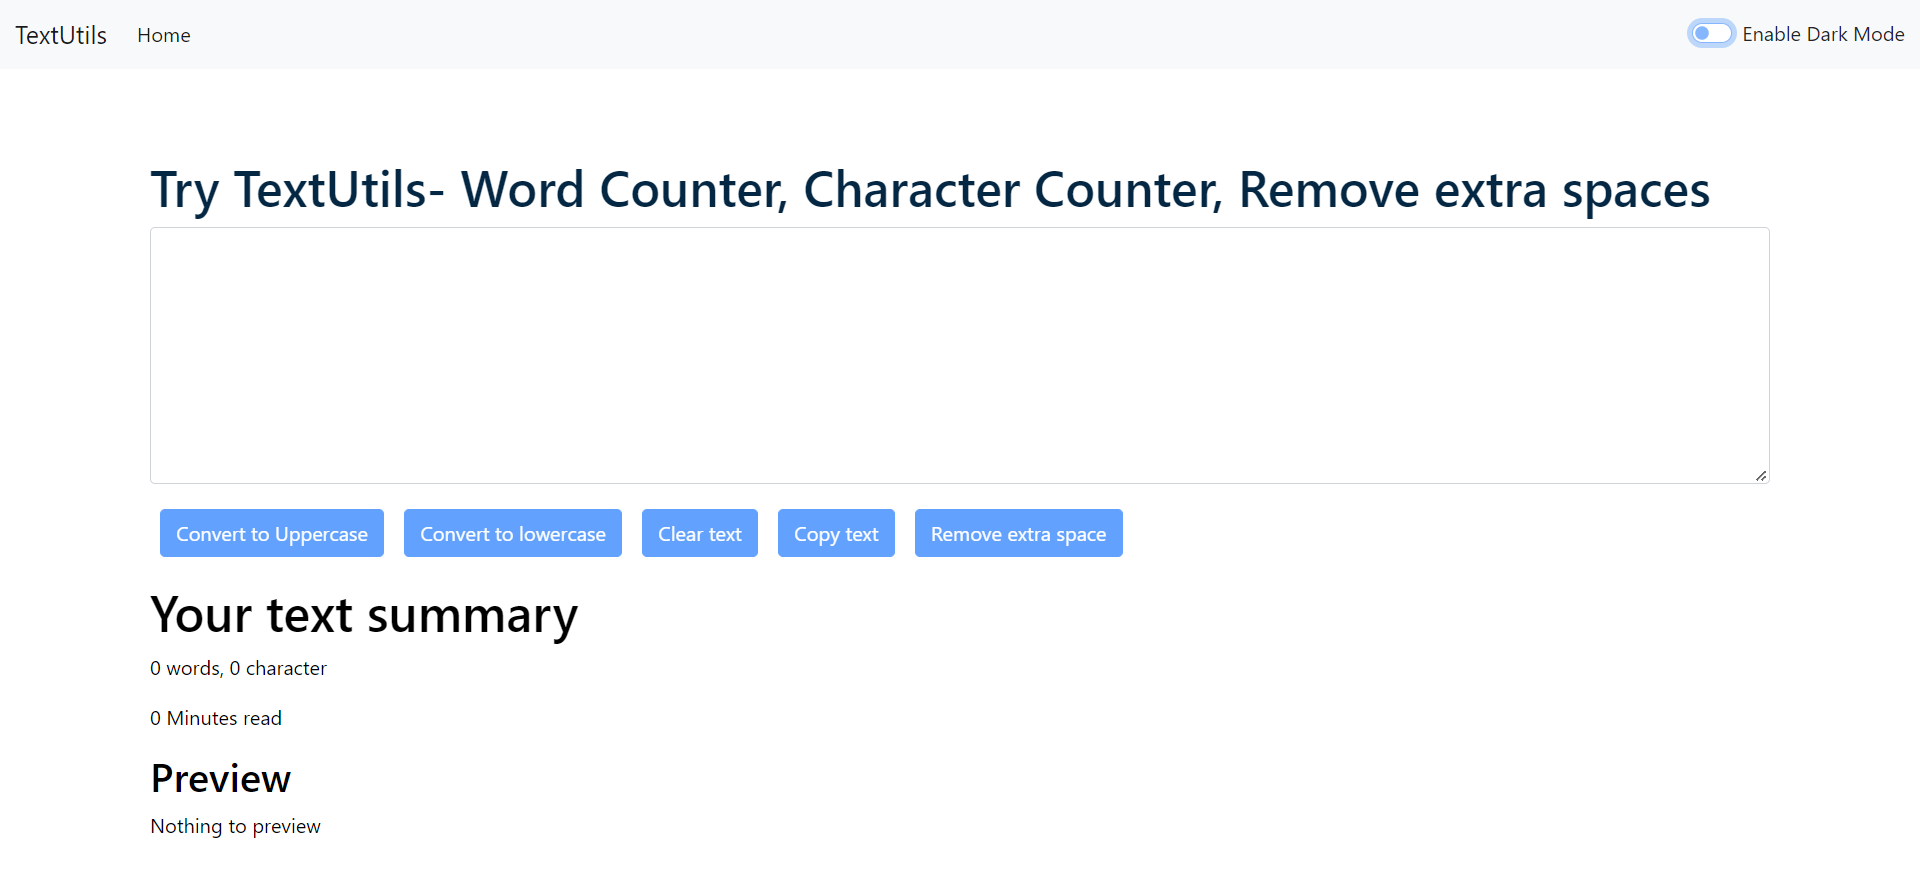 TextUtils Home Enable Dark Mode
Try TextUtils- Word Counter, Character Counter, Remove extra spaces
Convert to Uppercase Convert to lowercase Clear text Copy text Remove extra space
Your text summary
0 words, 0 character
0 Minutes read
Preview
Nothing to preview